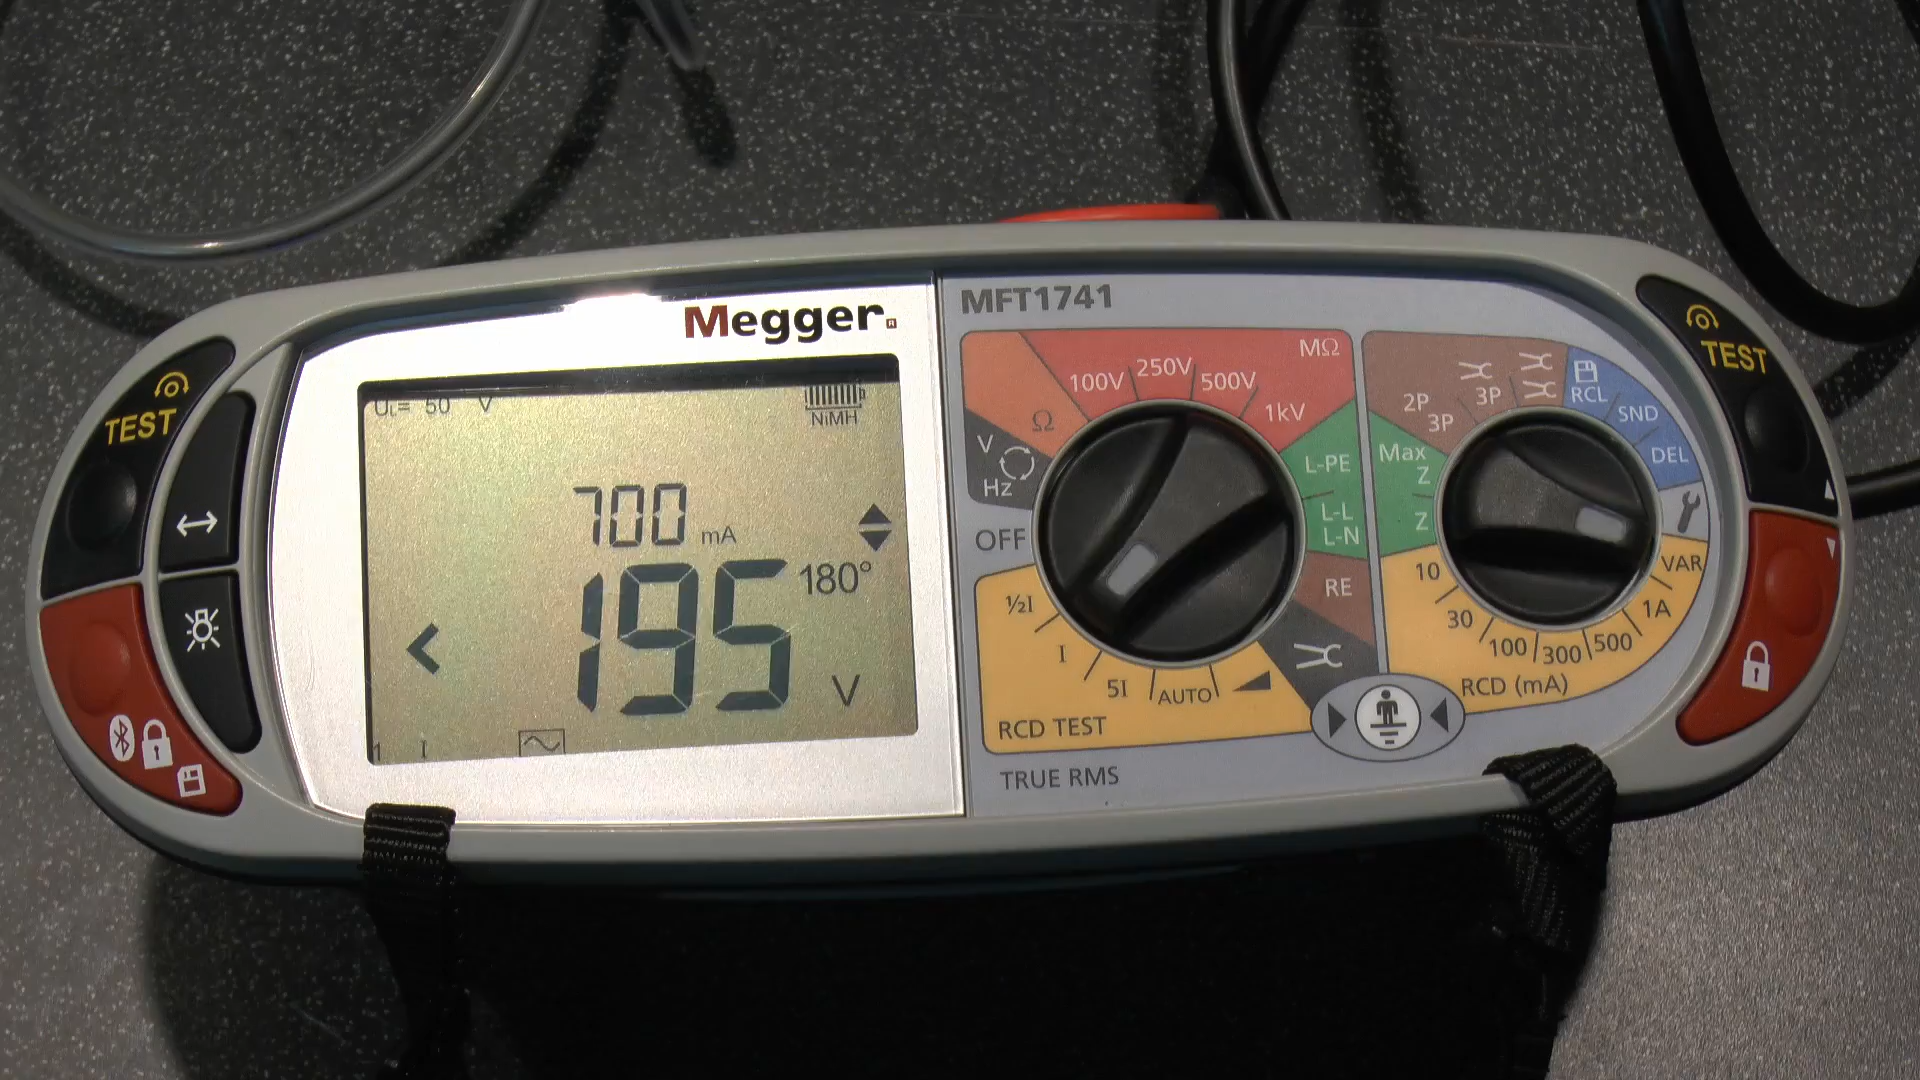 Megger.
MFT1741
TEST
UL= 50 V
NiMH
700 mA
180°
< 195 V
1 I
MΩ
100V
250V
500V
1kV
Ω
V
Hz
OFF
L-PE
L-L
L-N
RE
½I
I
5I
AUTO
RCD TEST
TRUE RMS
2P
3P
3P
RCL
SND
DEL
Max
Z
Z
10
30
100
300
500
1A
VAR
RCD (mA)
TEST